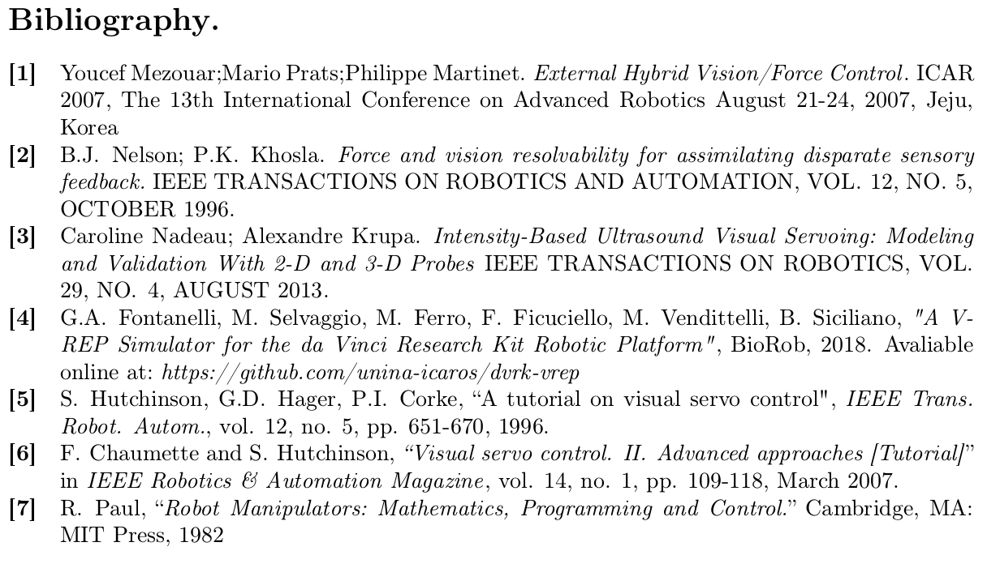 Bibliography.
[1] Youcef Mezouar;Mario Prats;Philippe Martinet. External Hybrid Vision/Force Control. ICAR
2007, The 13th International Conference on Advanced Robotics August 21-24, 2007, Jeju,
Korea
[2] B.J. Nelson; P.K. Khosla. Force and vision resolvability for assimilating disparate sensory
feedback. IEEE TRANSACTIONS ON ROBOTICS AND AUTOMATION, VOL. 12, NO. 5,
OCTOBER 1996.
[3] Caroline Nadeau; Alexandre Krupa. Intensity-Based Ultrasound Visual Servoing: Modeling
and Validation With 2-D and 3-D Probes IEEE TRANSACTIONS ON ROBOTICS, VOL.
29, NO. 4, AUGUST 2013.
[4] G.A. Fontanelli, M. Selvaggio, M. Ferro, F. Ficuciello, M. Vendittelli, B. Siciliano, "A V-
REP Simulator for the da Vinci Research Kit Robotic Platform", BioRob, 2018. Avaliable
online at: https://github.com/unina-icaros/dvrk-vrep
[5] S. Hutchinson, G.D. Hager, P.I. Corke, “A tutorial on visual servo control", IEEE Trans.
Robot. Autom., vol. 12, no. 5, pp. 651-670, 1996.
[6] F. Chaumette and S. Hutchinson, “Visual servo control. II. Advanced approaches [Tutorial]”
in IEEE Robotics & Automation Magazine, vol. 14, no. 1, pp. 109-118, March 2007.
[7] R. Paul, “Robot Manipulators: Mathematics, Programming and Control.” Cambridge, MA:
MIT Press, 1982